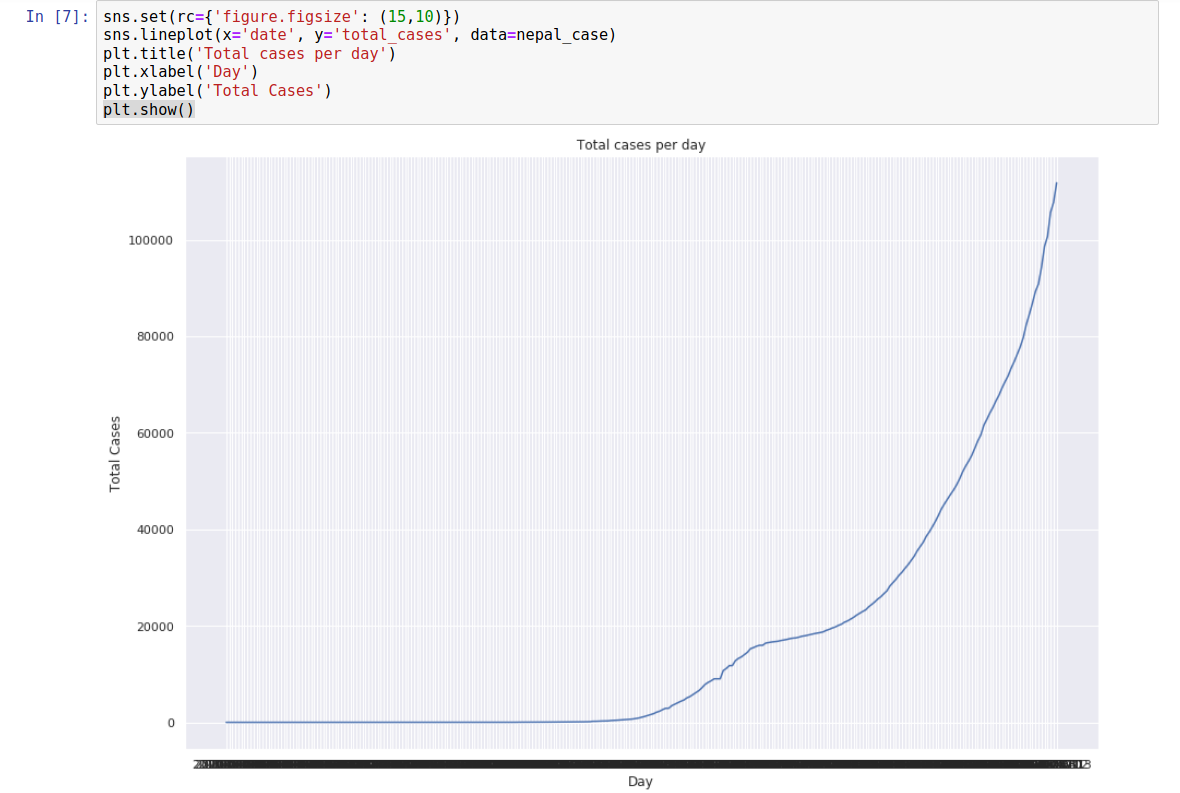 In [7]: sns.set(rc={'figure.figsize': (15,10)})
sns.lineplot(x='date', y='total_cases', data=nepal_case)
plt.title('Total cases per day')
plt.xlabel('Day')
plt.ylabel('Total Cases')
plt.show()
Total cases per day
100000
80000
60000
40000
20000
0
Total Cases
Day